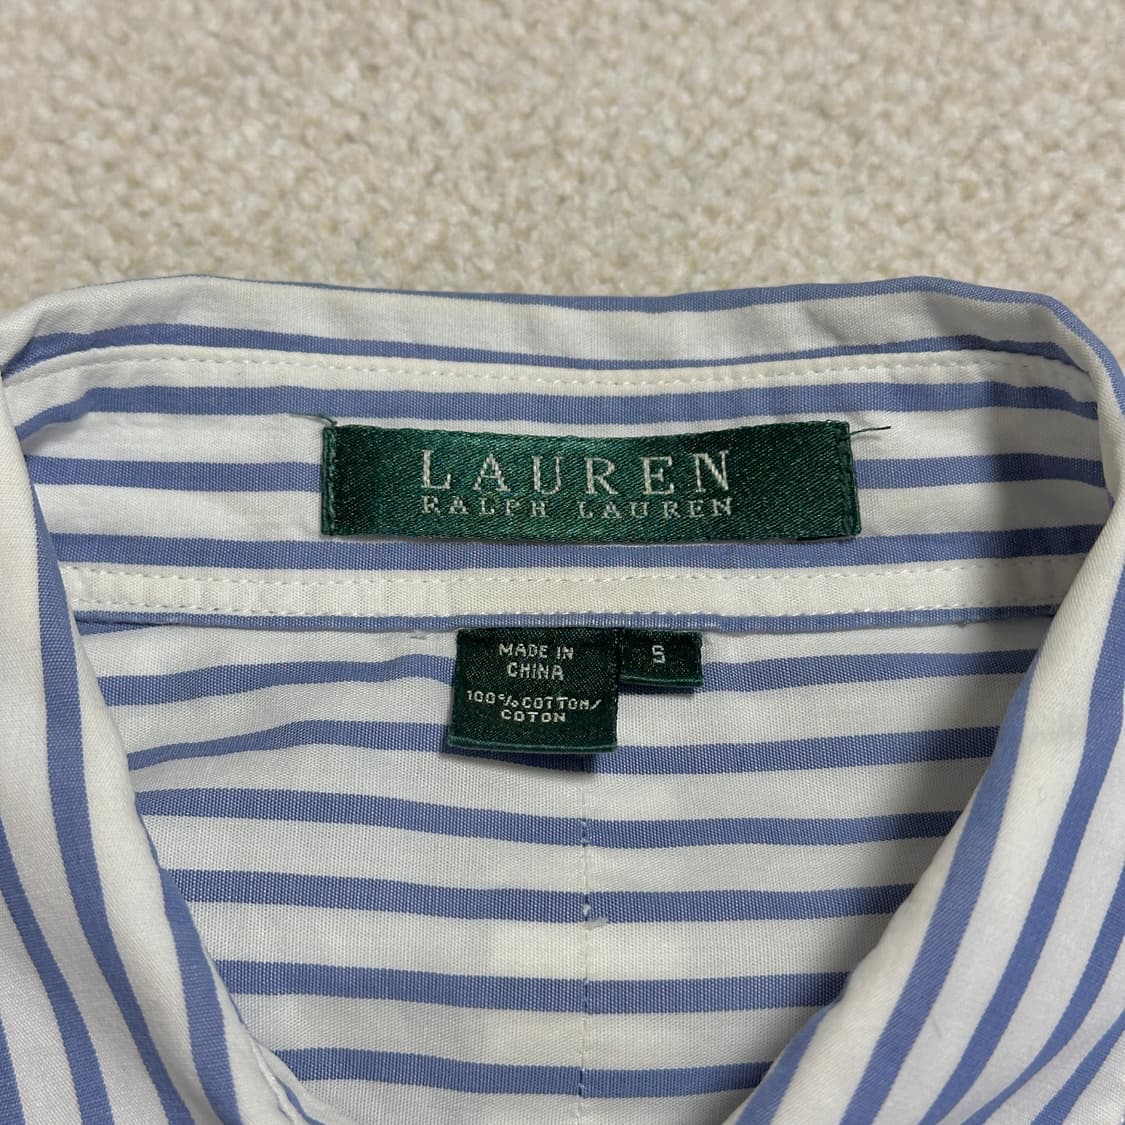 LAUREN
RALPH LAUREN
MADE IN
CHINA
S
100% COTTON/
COTON